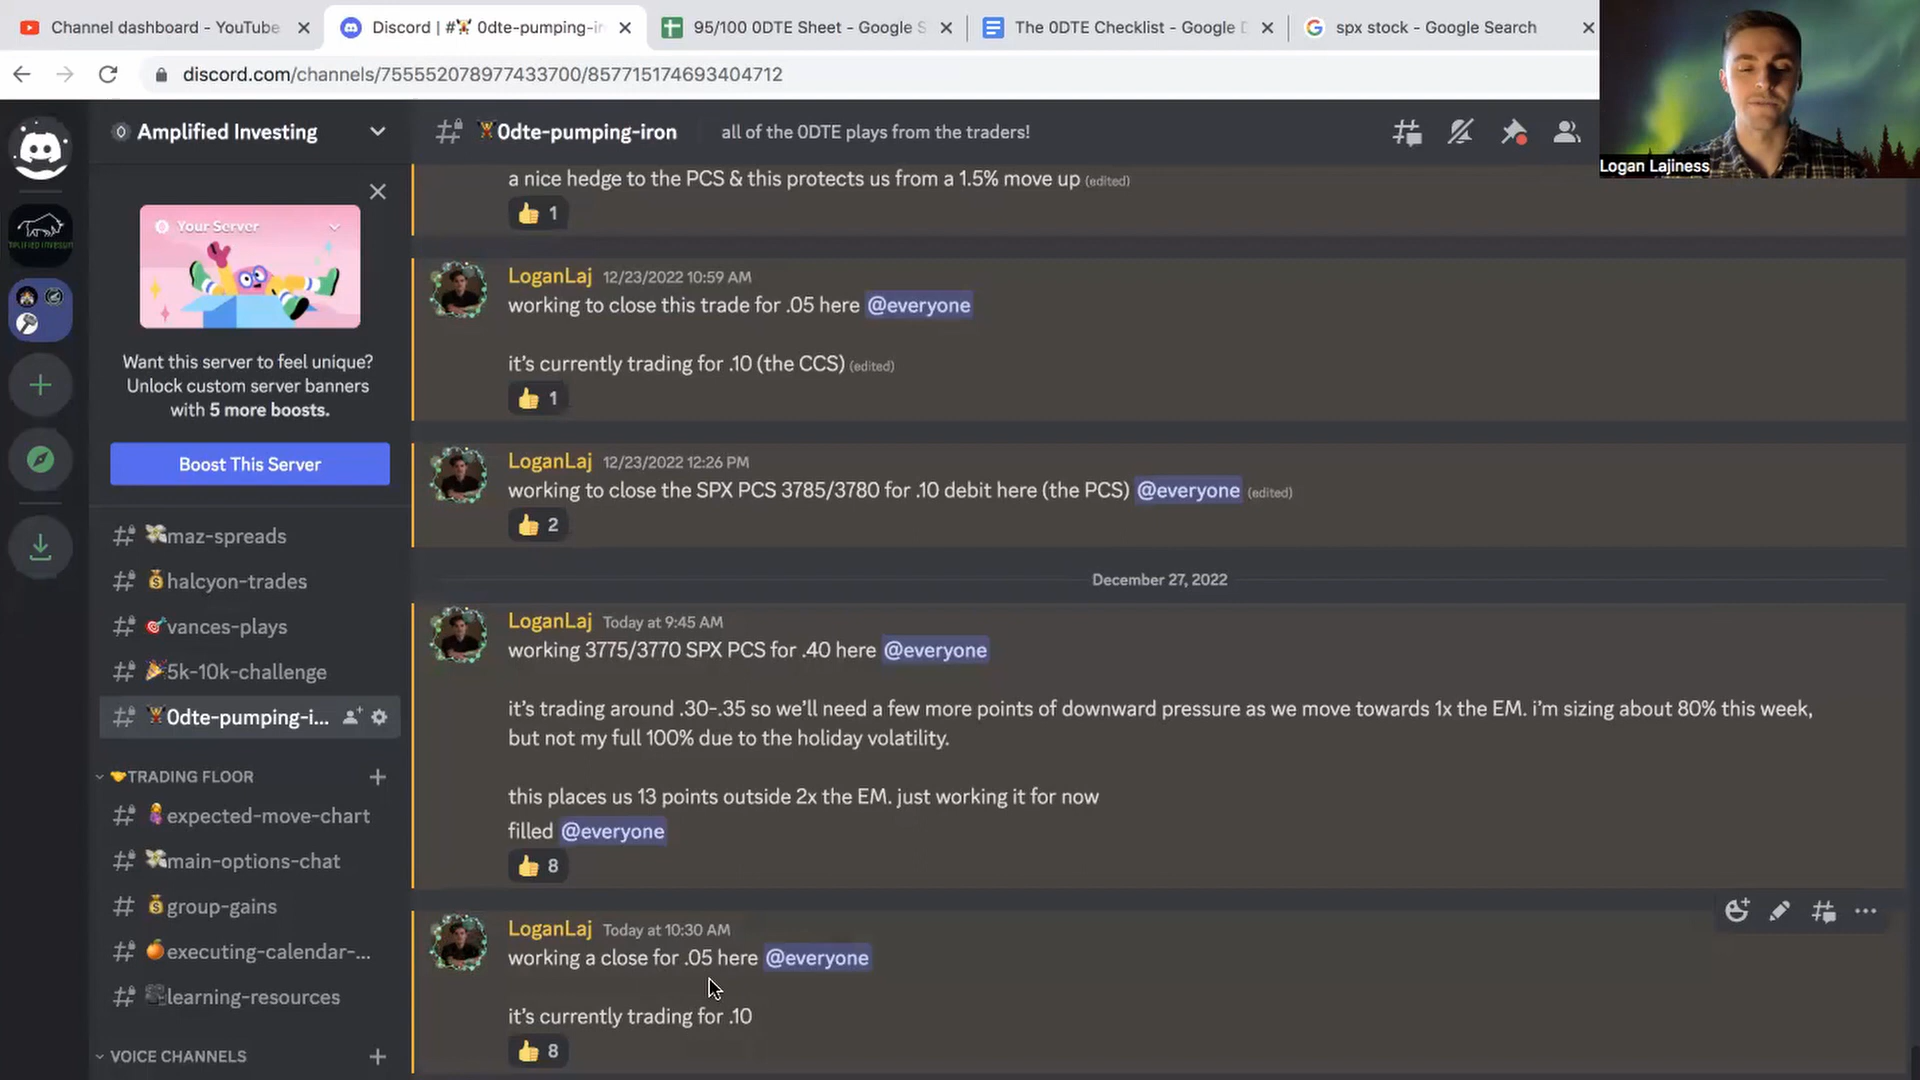 Channel dashboard - YouTube
Discord | # 0dte-pumping-ir
95/100 0DTE Sheet - Google S
The 0DTE Checklist - Google D
spx stock - Google Search
discord.com/channels/755552078977433700/857715174693404712
Logan Lajiness
Amplified Investing
0dte-pumping-iron
all of the 0DTE plays from the traders!
Your Server
Want this server to feel unique?
Unlock custom server banners
with 5 more boosts.
Boost This Server
maz-spreads
halcyon-trades
vances-plays
5k-10k-challenge
0dte-pumping-i...
TRADING FLOOR
expected-move-chart
main-options-chat
group-gains
executing-calendar-...
learning-resources
VOICE CHANNELS
a nice hedge to the PCS & this protects us from a 1.5% move up (edited)
👍 1
LoganLaj 12/23/2022 10:59 AM
working to close this trade for .05 here @everyone
it's currently trading for .10 (the CCS) (edited)
👍 1
LoganLaj 12/23/2022 12:26 PM
working to close the SPX PCS 3785/3780 for .10 debit here (the PCS) @everyone (edited)
👍 2
December 27, 2022
LoganLaj Today at 9:45 AM
working 3775/3770 SPX PCS for .40 here @everyone
it's trading around .30-.35 so we'll need a few more points of downward pressure as we move towards 1x the EM. i'm sizing about 80% this week,
but not my full 100% due to the holiday volatility.
this places us 13 points outside 2x the EM. just working it for now
filled @everyone
👍 8
LoganLaj Today at 10:30 AM
working a close for .05 here @everyone
it's currently trading for .10
👍 8